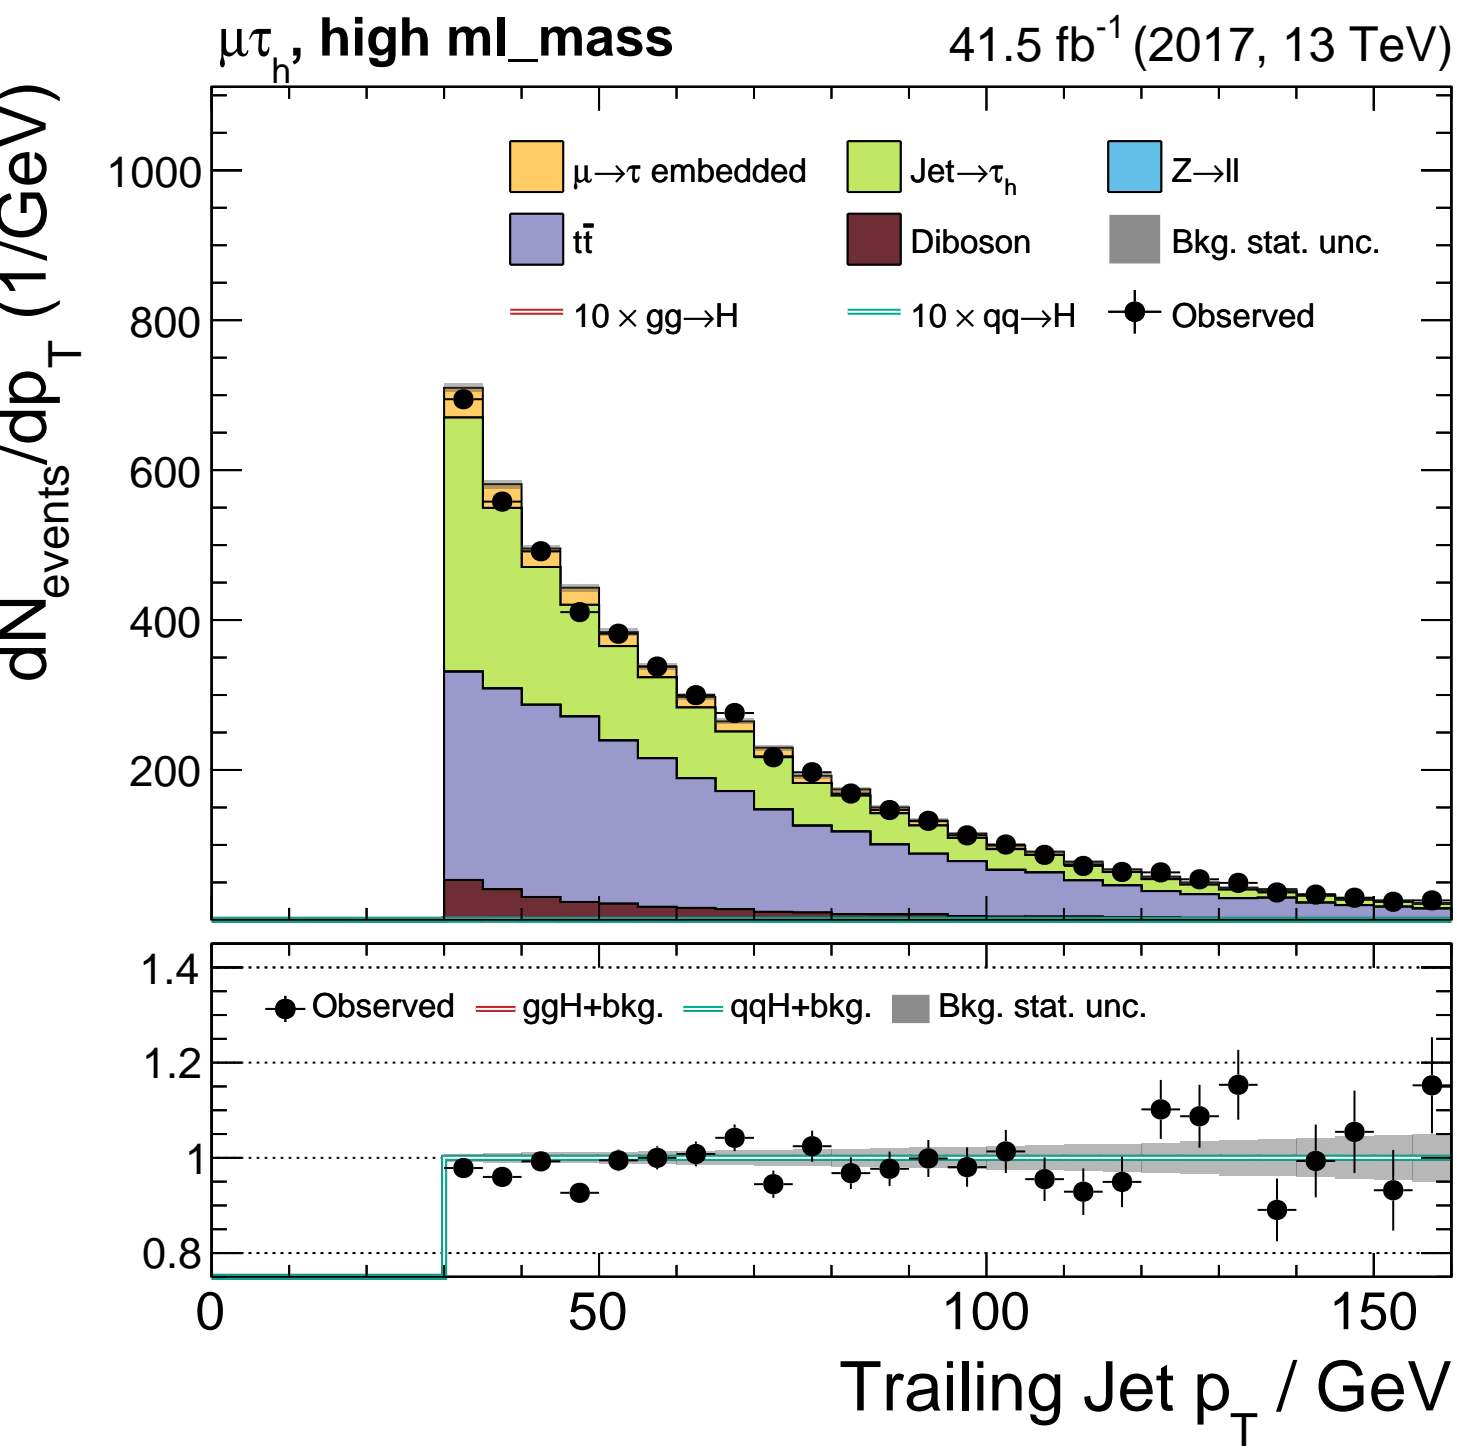 μτh, high ml_mass
41.5 fb-1 (2017, 13 TeV)
dNevents/dpT (1/GeV)
1000
800
600
400
200
μ→τ embedded
Jet→τh
Z→ll
tt̄
Diboson
Bkg. stat. unc.
10 × gg→H
10 × qq→H
Observed
1.4
1.2
1
0.8
Observed
ggH+bkg.
qqH+bkg.
Bkg. stat. unc.
0
50
100
150
Trailing Jet pT / GeV